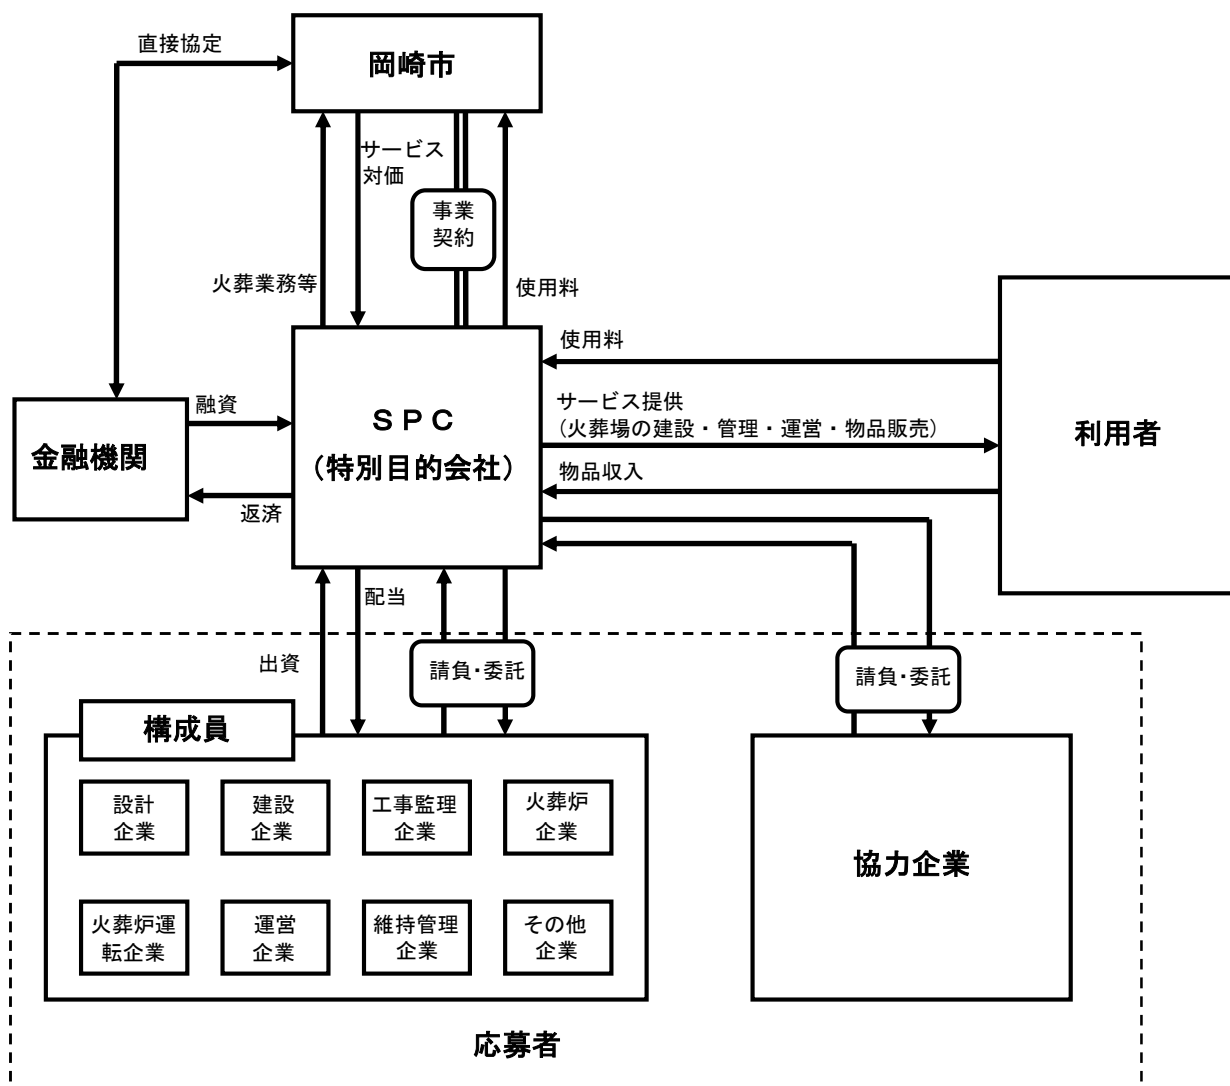 直接協定
岡崎市
サービス
対価
事業
契約
火葬業務等
使用料
使用料
融資
サービス提供
(火葬場の建設・管理・運営・物品販売)
金融機関
SPC
(特別目的会社)
利用者
物品収入
返済
配当
出資
請負・委託
請負・委託
構成員
設計
企業
建設
企業
工事監理
企業
火葬炉
企業
協力企業
火葬炉運
転企業
運営
企業
維持管理
企業
その他
企業
応募者